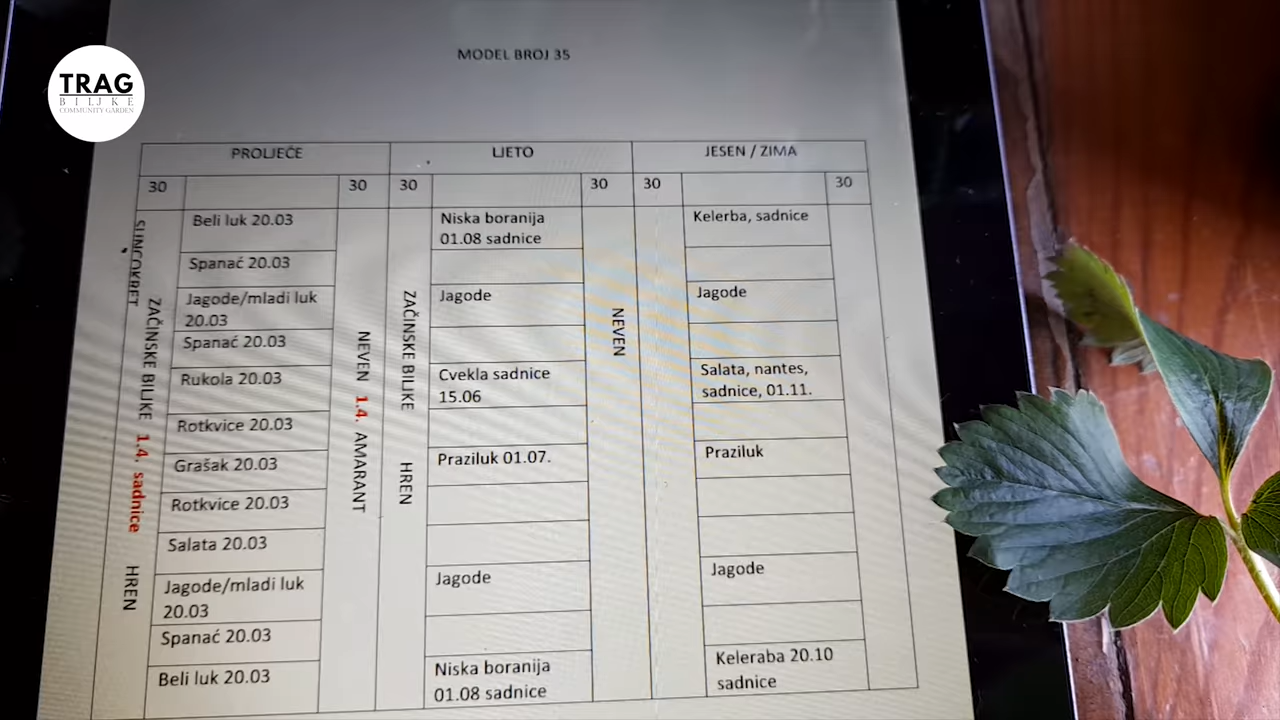 TRAG
BILJKE
COMMUNITY GARDEN
MODEL BROJ 35
PROLJEĆE
LJETO
JESEN / ZIMA
30
30
30
30
30
30
SUNCOKRET
ZAČINSKE BILJKE 1.4. sadnice HREN
Beli luk 20.03
Spanać 20.03
Jagode/mladi luk
20.03
Spanać 20.03
Rukola 20.03
Rotkvice 20.03
Grašak 20.03
Rotkvice 20.03
Salata 20.03
Jagode/mladi luk
20.03
Spanać 20.03
Beli luk 20.03
NEVEN 1.4. AMARANT
ZAČINSKE BILJKE HREN
Niska boranija
01.08 sadnice
Jagode
Cvekla sadnice
15.06
Praziluk 01.07.
Jagode
Niska boranija
01.08 sadnice
NEVEN
Kelerba, sadnice
Jagode
Salata, nantes,
sadnice, 01.11.
Praziluk
Jagode
Keleraba 20.10
sadnice